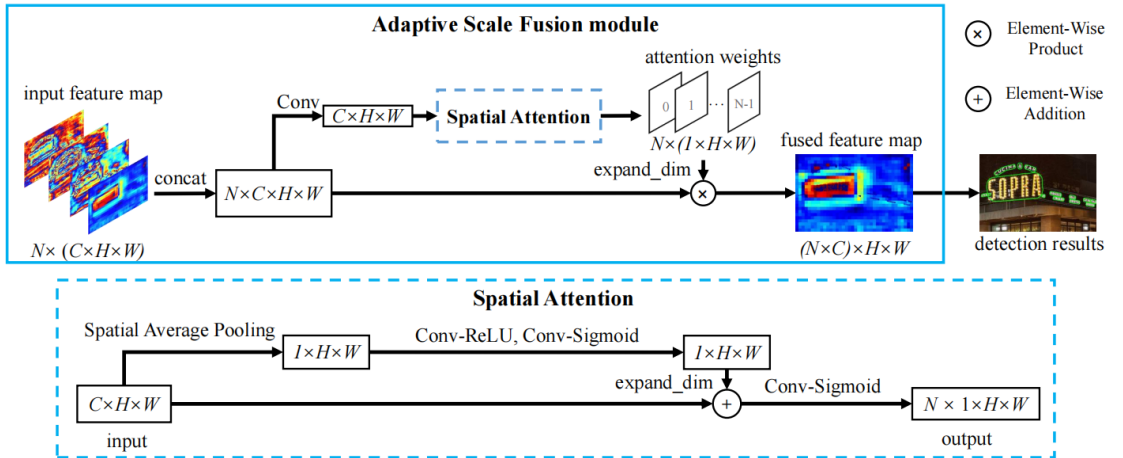 Adaptive Scale Fusion module
Element-Wise
Product
Element-Wise
Addition
attention weights
input feature map
Conv
C×H×W
Spatial Attention
0
1
...
N-1
N×(1×H×W)
fused feature map
expand_dim
concat
N×C×H×W
×
SOPRA
N× (C×H×W)
(N×C)×H×W
detection results
Spatial Attention
Spatial Average Pooling
1×H×W
Conv-ReLU, Conv-Sigmoid
1×H×W
expand_dim
Conv-Sigmoid
C×H×W
+
N × 1×H×W
input
output